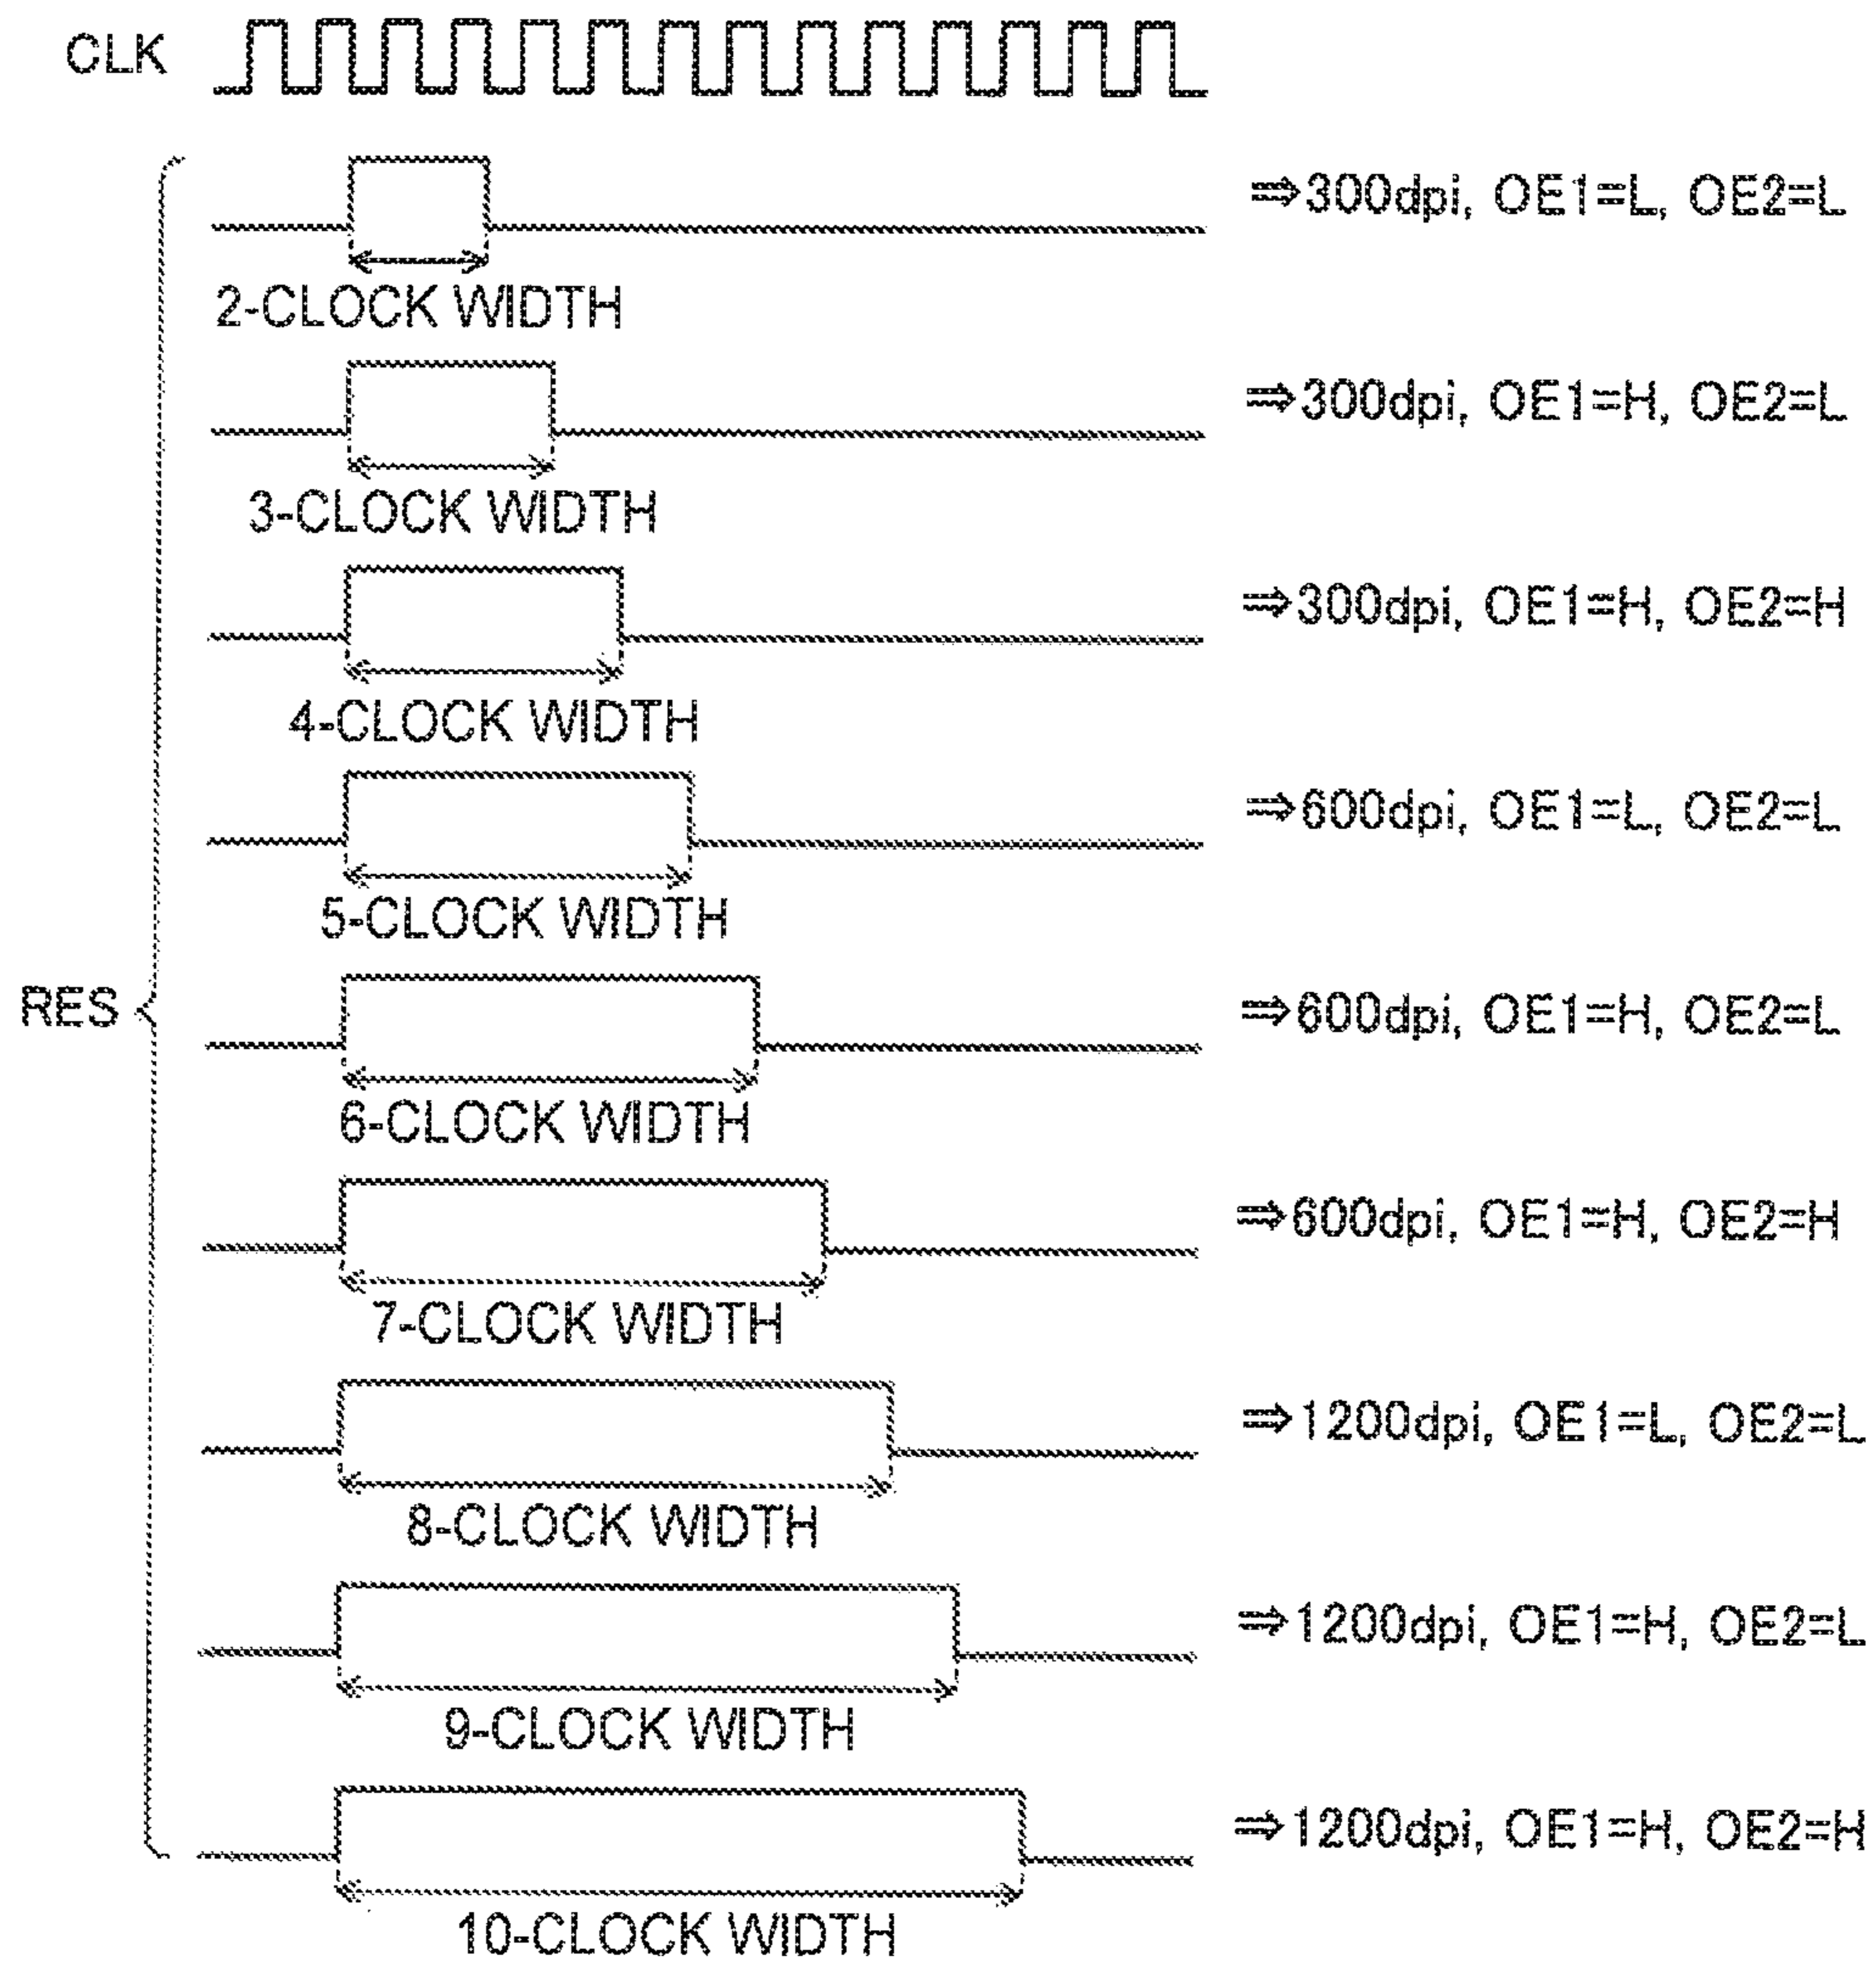 CLK
⇒300dpi, OE1=L, OE2=L
2-CLOCK WIDTH
⇒300dpi, OE1=H, OE2=L
3-CLOCK WIDTH
⇒300dpi, OE1=H, OE2=H
4-CLOCK WIDTH
⇒600dpi, OE1=L, OE2=L
5-CLOCK WIDTH
RES
⇒600dpi, OE1=H, OE2=L
6-CLOCK WIDTH
⇒600dpi, OE1=H, OE2=H
7-CLOCK WIDTH
⇒1200dpi, OE1=L, OE2=L
8-CLOCK WIDTH
⇒1200dpi, OE1=H, OE2=L
9-CLOCK WIDTH
⇒1200dpi, OE1=H, OE2=H
10-CLOCK WIDTH